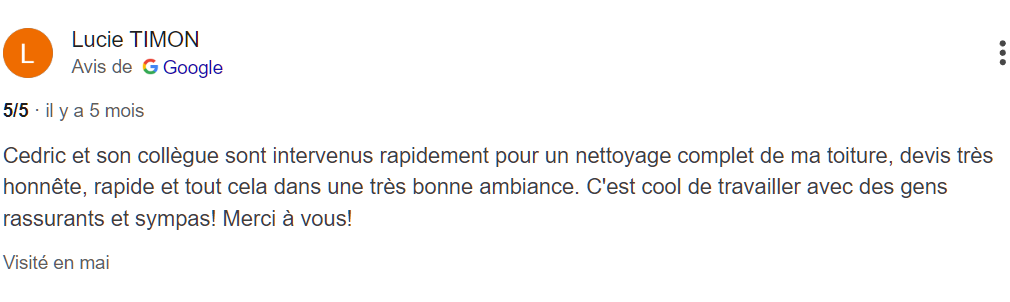 L
Lucie TIMON
Avis de Google
5/5 · il y a 5 mois
Cedric et son collègue sont intervenus rapidement pour un nettoyage complet de ma toiture, devis très
honnête, rapide et tout cela dans une très bonne ambiance. C'est cool de travailler avec des gens
rassurants et sympas! Merci à vous!
Visité en mai